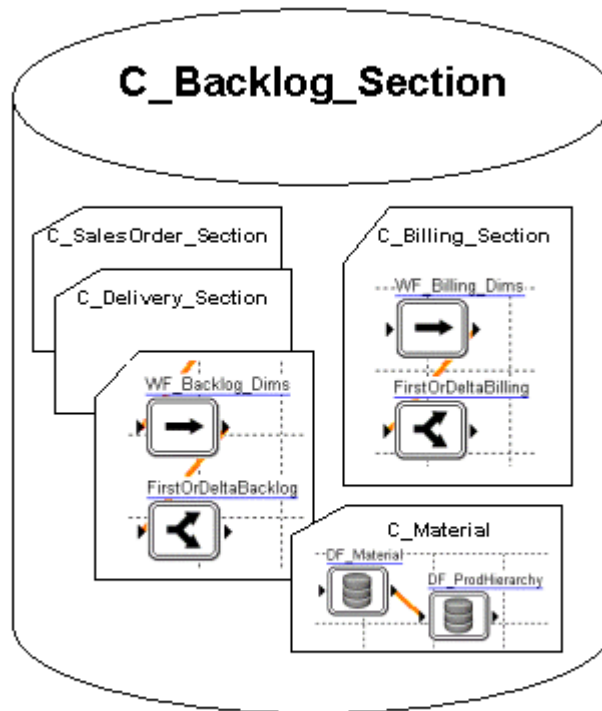 C_Backlog_Section
C_SalesOrder_Section
C_Delivery_Section
WF_Backlog_Dims
FirstOrDeltaBacklog
C_Billing_Section
WF_Billing_Dims
FirstOrDeltaBilling
C_Material
DF_Material
DF_ProdHierarchy